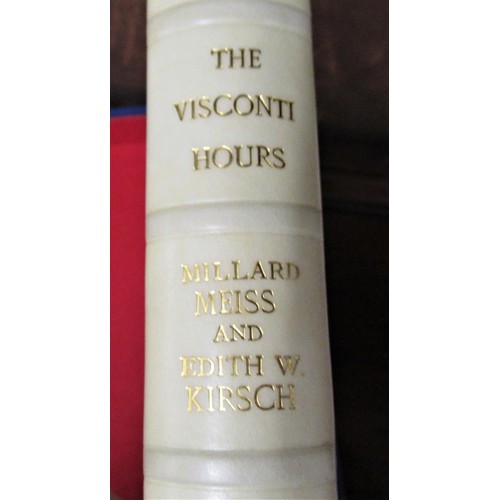 THE
VISCONTI
HOURS
MILLARD
MEISS
AND
EDITH W.
KIRSCH